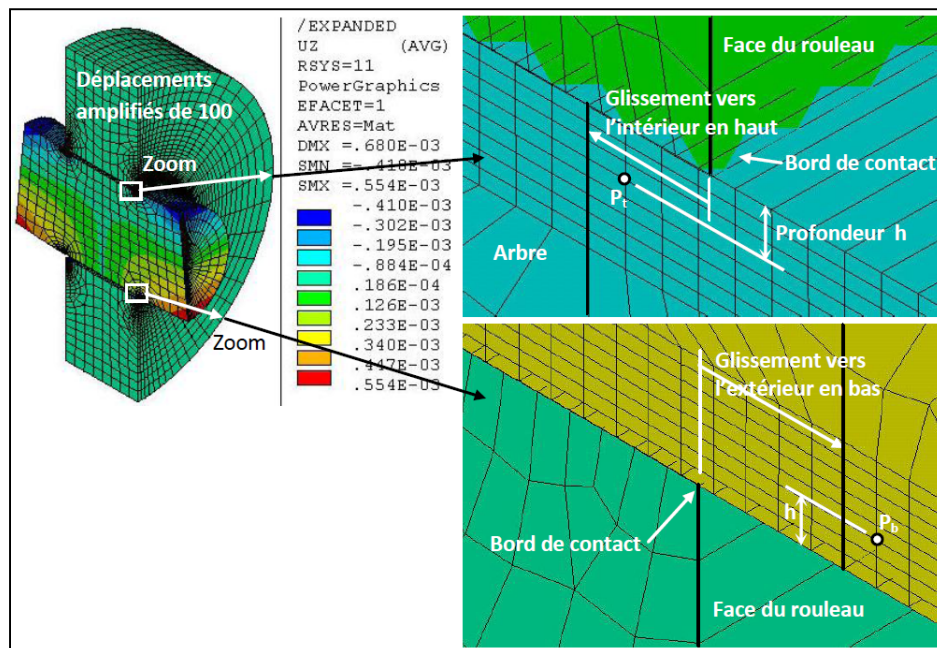 Déplacements
amplifiés de 100
Zoom
Zoom
/EXPANDED
UZ (AVG)
RSYS=11
PowerGraphics
EFACET=1
AVRES=Mat
DMX =.680E-03
SMN =-.410E-03
SMX =.554E-03
-.410E-03
-.302E-03
-.195E-03
-.884E-04
.186E-04
.126E-03
.233E-03
.340E-03
.447E-03
.554E-03
Face du rouleau
Glissement vers
l'intérieur en haut
Bord de contact
Pt
Profondeur h
Arbre
Glissement vers
l'extérieur en bas
h
Pb
Bord de contact
Face du rouleau